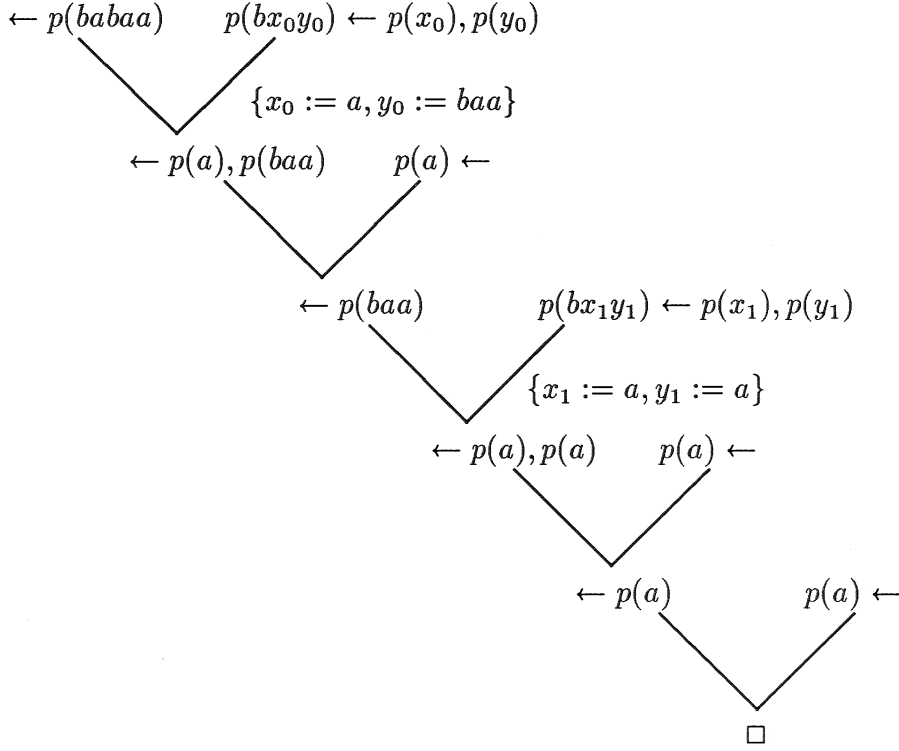 ← p(babaa) p(bx₀y₀) ← p(x₀), p(y₀)
{x₀ := a, y₀ := baa}
← p(a), p(baa) p(a) ←
← p(baa) p(bx₁y₁) ← p(x₁), p(y₁)
{x₁ := a, y₁ := a}
← p(a), p(a) p(a) ←
← p(a) p(a) ←
□